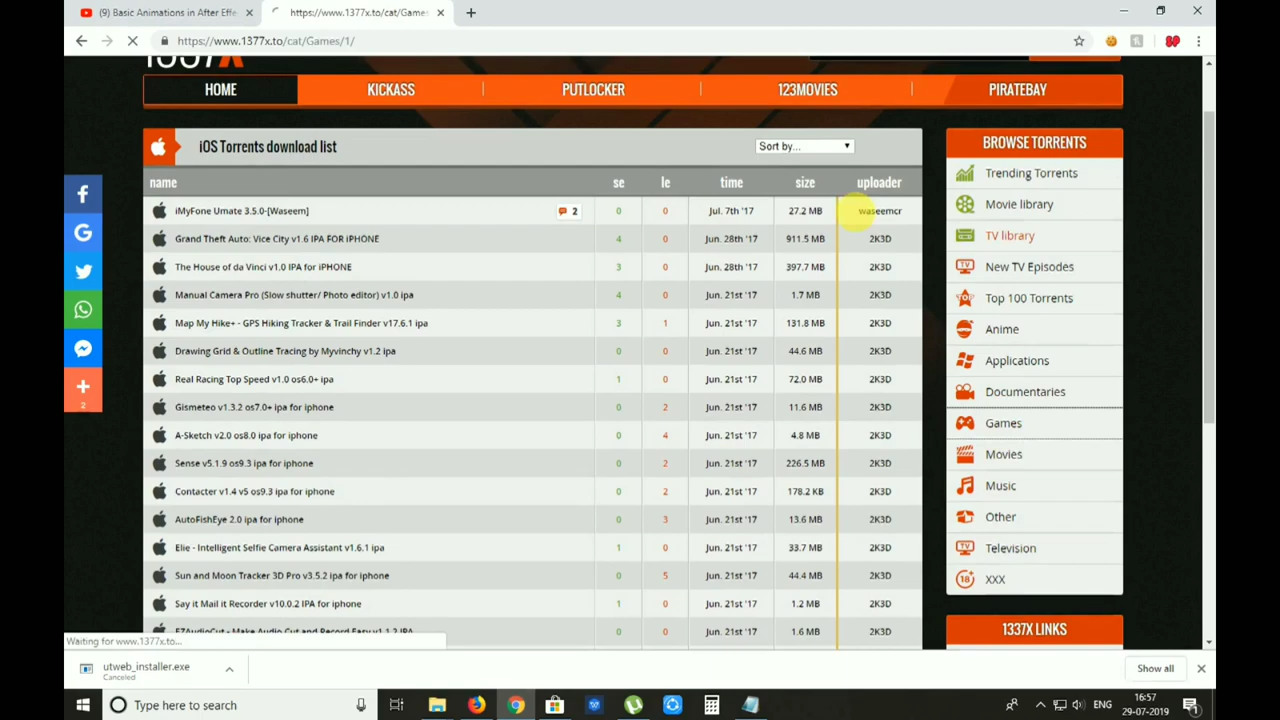 (9) Basic Animations in After Effe
https://www.1377x.to/cat/Games
https://www.1377x.to/cat/Games/1/
1337X
HOME
KICKASS
PUTLOCKER
123MOVIES
PIRATEBAY
iOS Torrents download list
Sort by...
name se le time size uploader
iMyFone Umate 3.5.0-[Waseem] 2 0 0 Jul. 7th '17 27.2 MB waseemcr
Grand Theft Auto: Vice City v1.6 IPA FOR iPHONE 4 0 Jun. 28th '17 911.5 MB 2K3D
The House of da Vinci v1.0 IPA for iPHONE 3 0 Jun. 28th '17 397.7 MB 2K3D
Manual Camera Pro (Slow shutter/ Photo editor) v1.0 ipa 4 0 Jun. 21st '17 1.7 MB 2K3D
Map My Hike+ - GPS Hiking Tracker & Trail Finder v17.6.1 ipa 3 1 Jun. 21st '17 131.8 MB 2K3D
Drawing Grid & Outline Tracing by Myvinchy v1.2 ipa 0 0 Jun. 21st '17 44.6 MB 2K3D
Real Racing Top Speed v1.0 os6.0+ ipa 1 0 Jun. 21st '17 72.0 MB 2K3D
Gismeteo v1.3.2 os7.0+ ipa for iphone 0 2 Jun. 21st '17 11.6 MB 2K3D
A-Sketch v2.0 os8.0 ipa for iphone 0 4 Jun. 21st '17 4.8 MB 2K3D
Sense v5.1.9 os9.3 ipa for iphone 0 2 Jun. 21st '17 226.5 MB 2K3D
Contacter v1.4 v5 os9.3 ipa for iphone 0 2 Jun. 21st '17 178.2 KB 2K3D
AutoFishEye 2.0 ipa for iphone 0 3 Jun. 21st '17 13.6 MB 2K3D
Elie - Intelligent Selfie Camera Assistant v1.6.1 ipa 1 0 Jun. 21st '17 33.7 MB 2K3D
Sun and Moon Tracker 3D Pro v3.5.2 ipa for iphone 0 5 Jun. 21st '17 44.4 MB 2K3D
Say it Mail it Recorder v10.0.2 IPA for iphone 1 0 Jun. 21st '17 1.2 MB 2K3D
EZAudioCut - Make Audio Cut and Record Easy v1.1.2 IPA 0 0 Jun. 21st '17 1.6 MB 2K3D
BROWSE TORRENTS
Trending Torrents
Movie library
TV library
New TV Episodes
Top 100 Torrents
Anime
Applications
Documentaries
Games
Movies
Music
Other
Television
18 XXX
1337X LINKS
2
Waiting for www.1377x.to...
utweb_installer.exe
Canceled
Show all
Type here to search
ENG
16:57
29-07-2019
1